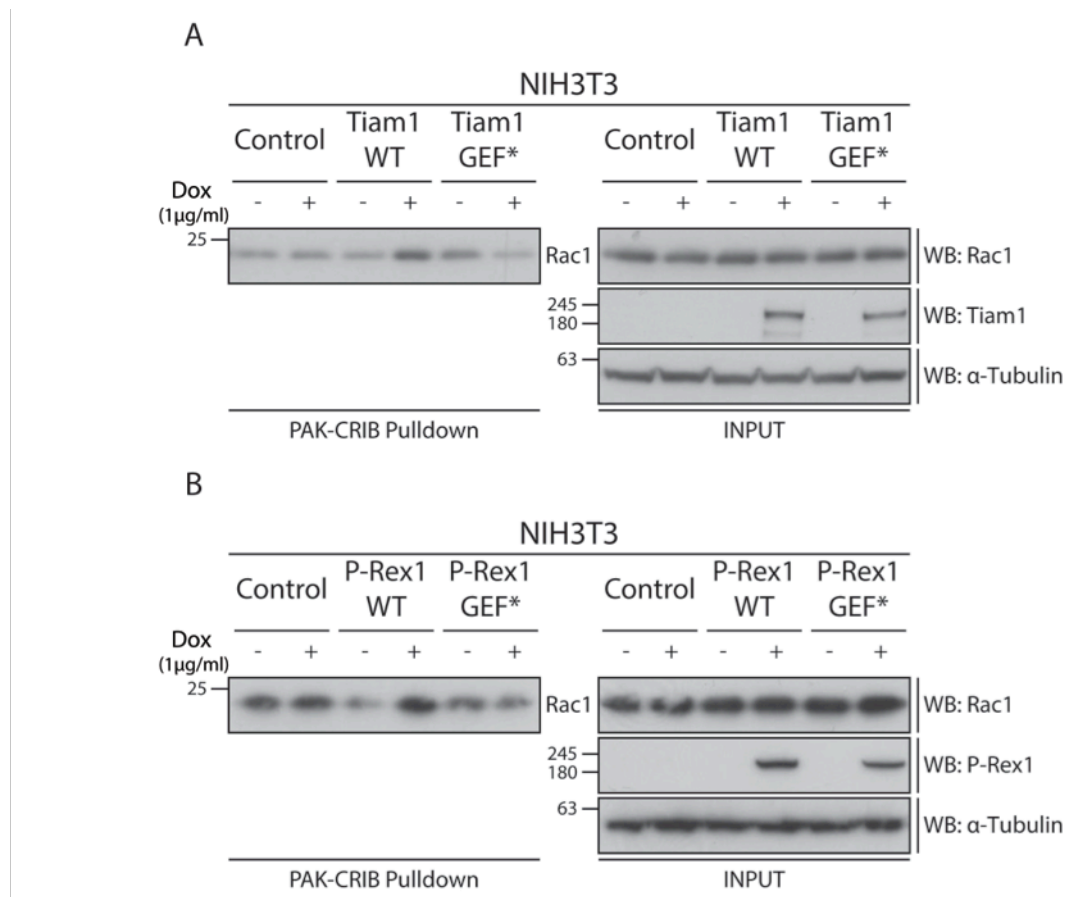 A
NIH3T3
Control Tiam1 WT Tiam1 GEF* Control Tiam1 WT Tiam1 GEF*
Dox (1µg/ml) - + - + - + - + - + - +
25 Rac1 WB: Rac1
245
180 WB: Tiam1
63 WB: α-Tubulin
PAK-CRIB Pulldown INPUT
B
NIH3T3
Control P-Rex1 WT P-Rex1 GEF* Control P-Rex1 WT P-Rex1 GEF*
Dox (1µg/ml) - + - + - + - + - + - +
25 Rac1 WB: Rac1
245
180 WB: P-Rex1
63 WB: α-Tubulin
PAK-CRIB Pulldown INPUT